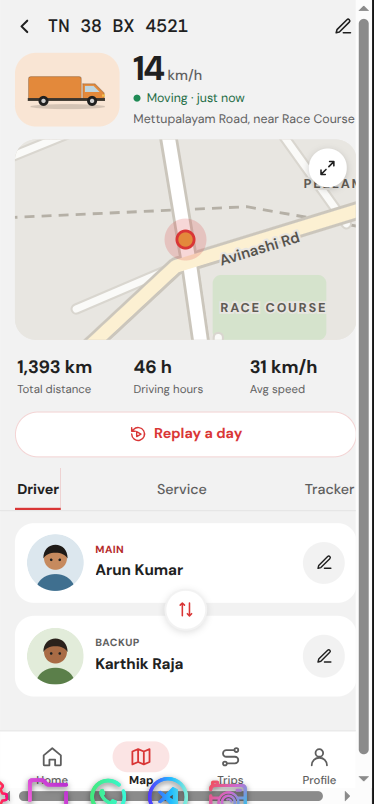 TN 38 BX 4521
14 km/h
Moving · just now
Mettupalayam Road, near Race Course
Avinashi Rd
RACE COURSE
1,393 km 46 h 31 km/h
Total distance Driving hours Avg speed
Replay a day
Driver Service Tracker
MAIN
Arun Kumar
BACKUP
Karthik Raja
Home Map Trips Profile